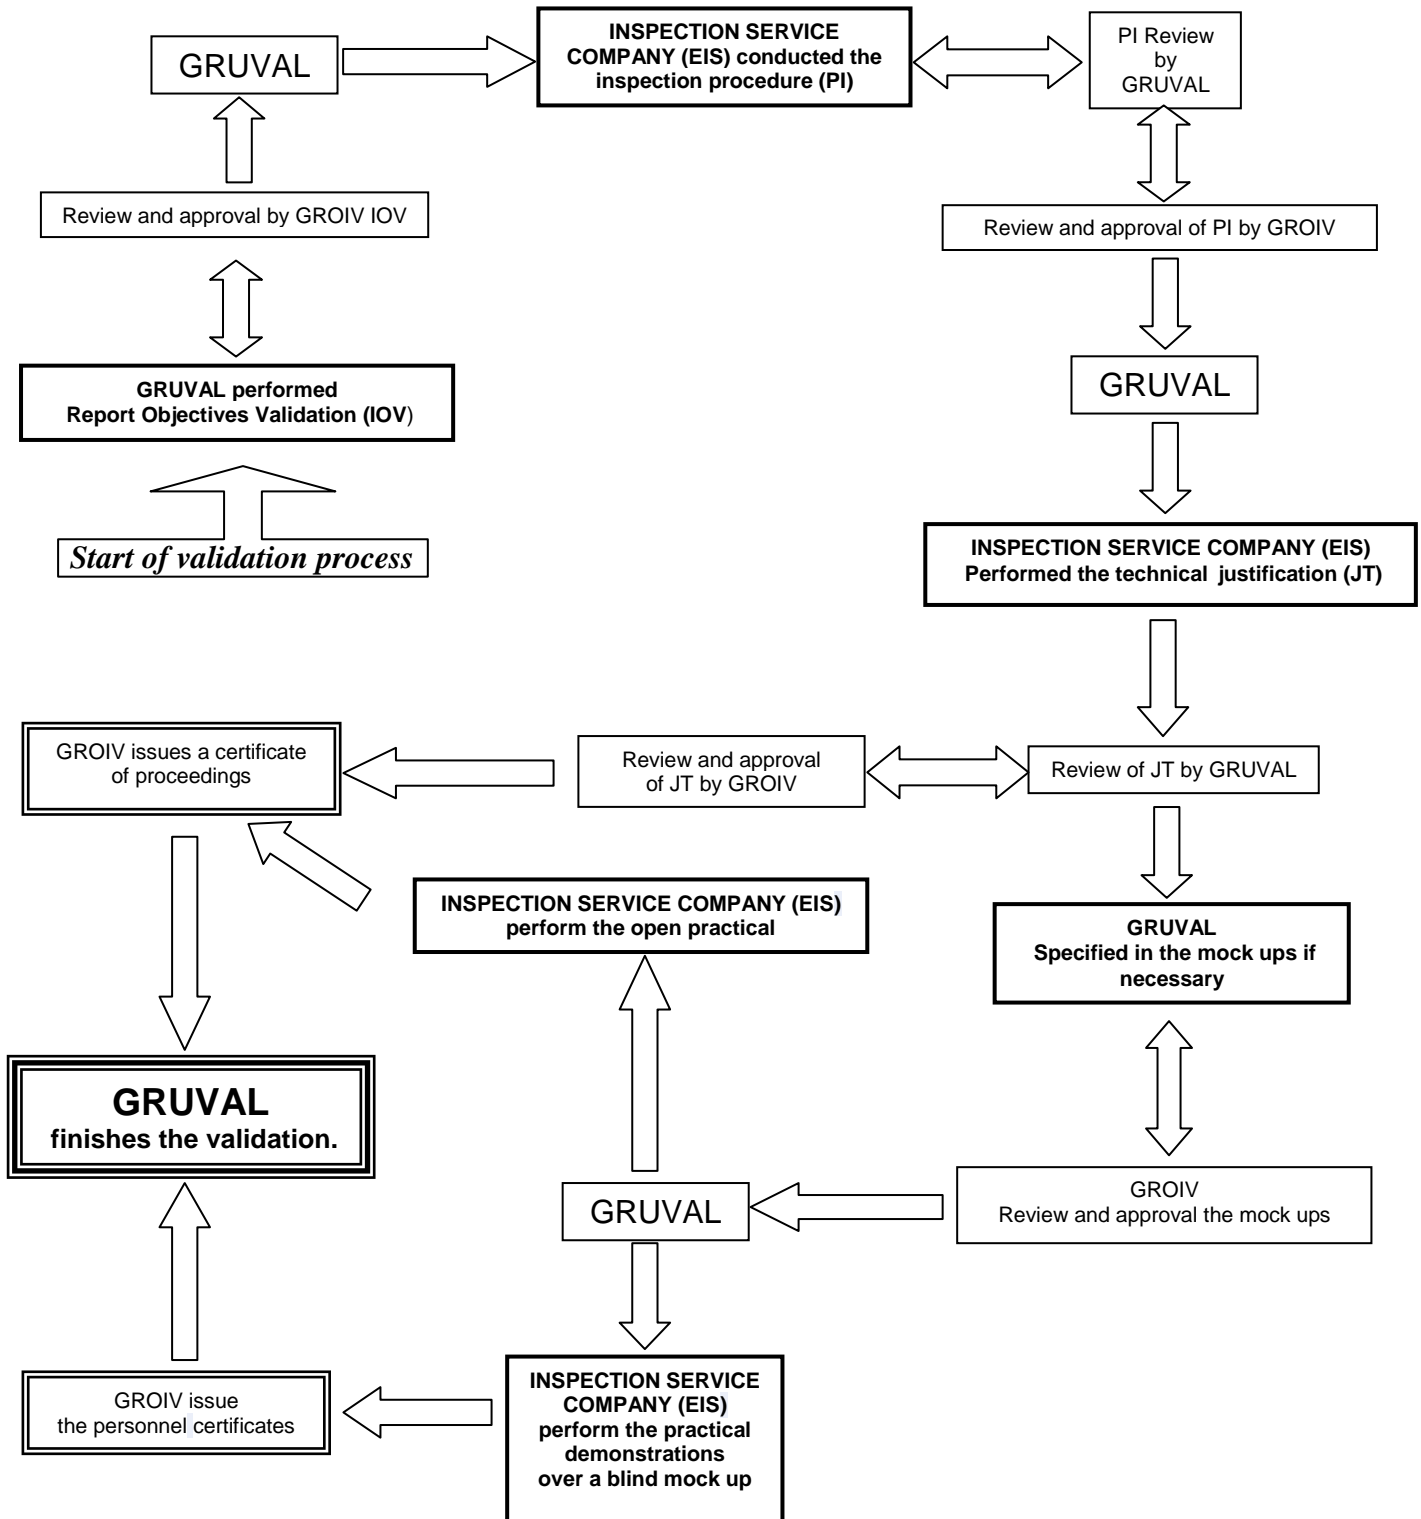 GRUVAL
INSPECTION SERVICE
COMPANY (EIS) conducted the
inspection procedure (PI)
PI Review
by
GRUVAL
Review and approval by GROIV IOV
Review and approval of PI by GROIV
GRUVAL performed
Report Objectives Validation (IOV)
GRUVAL
Start of validation process
INSPECTION SERVICE COMPANY (EIS)
Performed the technical justification (JT)
GROIV issues a certificate
of proceedings
Review and approval
of JT by GROIV
Review of JT by GRUVAL
INSPECTION SERVICE COMPANY (EIS)
perform the open practical
GRUVAL
Specified in the mock ups if
necessary
GRUVAL
finishes the validation.
GRUVAL
GROIV
Review and approval the mock ups
GROIV issue
the personnel certificates
INSPECTION SERVICE
COMPANY (EIS)
perform the practical
demonstrations
over a blind mock up